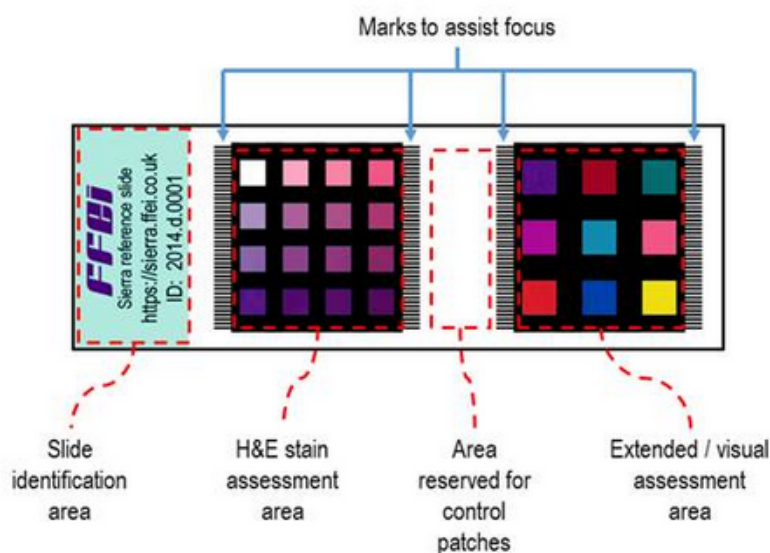 Marks to assist focus
ffei
Sierra reference slide
https://sierra.ffei.co.uk
ID: 2014.d.0001
Slide
identification
area
H&E stain
assessment
area
Area
reserved for
control
patches
Extended / visual
assessment
area